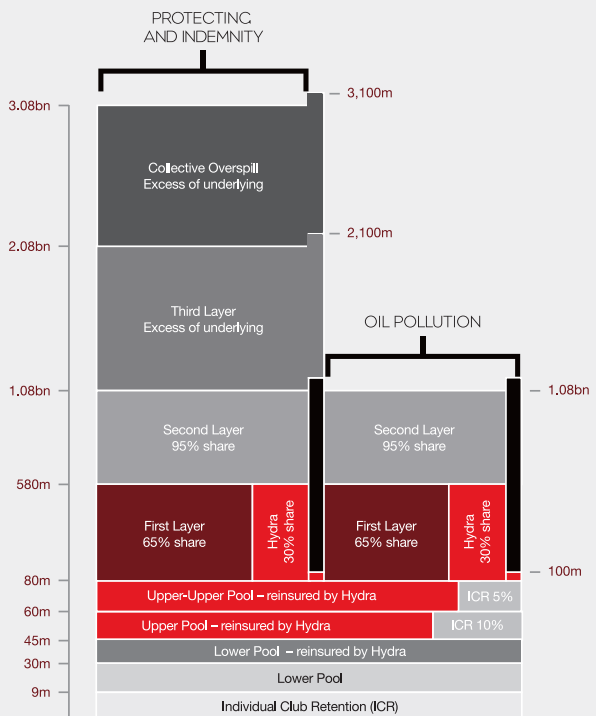 PROTECTING
AND INDEMNITY
3.08bn
3,100m
Collective Overspill
Excess of underlying
2,100m
2.08bn
Third Layer
Excess of underlying
OIL POLLUTION
1.08bn
1.08bn
Second Layer
95% share
Second Layer
95% share
580m
First Layer
65% share
Hydra
30% share
First Layer
65% share
Hydra
30% share
80m
100m
Upper-Upper Pool – reinsured by Hydra
ICR 5%
60m
Upper Pool – reinsured by Hydra
ICR 10%
45m
Lower Pool – reinsured by Hydra
30m
Lower Pool
9m
Individual Club Retention (ICR)